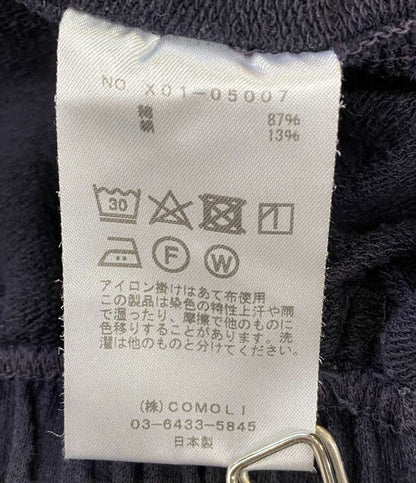 NO. X01-05007
綿 87%
絹 13%
30
F W
アイロン掛けはあて布使用
この製品は染色の特性上汗や雨
で湿ったり、摩擦で他のものに
色移りすることがあります。洗
濯は他のものと分けてください。
(株) COMOLI
03-6433-5845
日本製